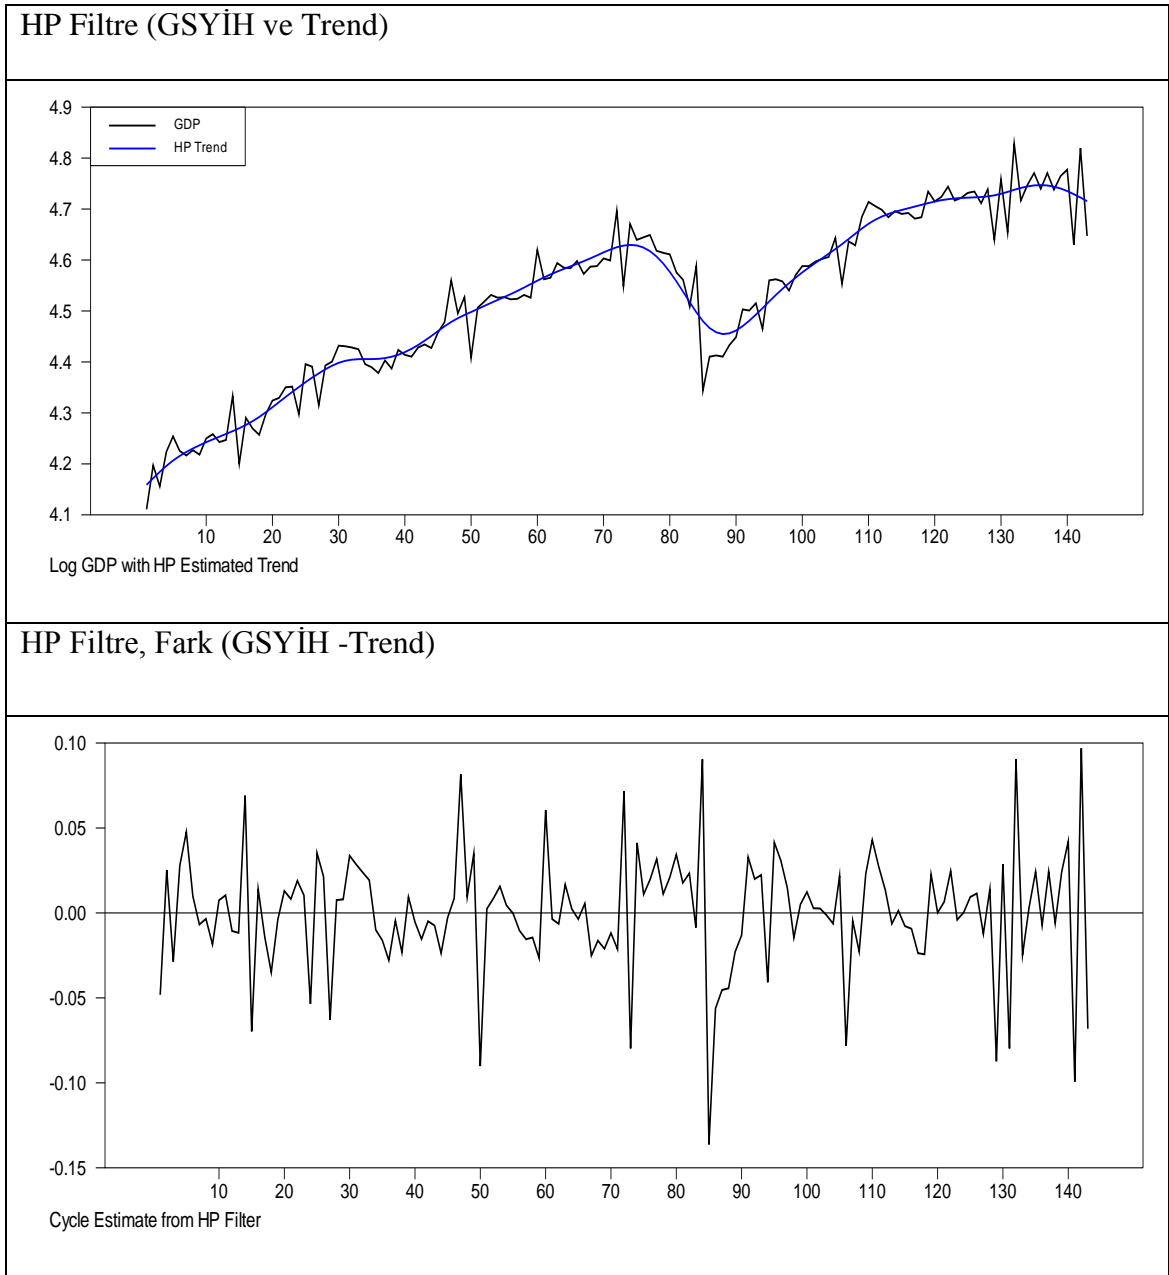 HP Filtre (GSYİH ve Trend)
4.9
GDP
HP Trend
4.8
4.7
4.6
4.5
4.4
4.3
4.2
4.1
10 20 30 40 50 60 70 80 90 100 110 120 130 140
Log GDP with HP Estimated Trend
HP Filtre, Fark (GSYİH -Trend)
0.10
0.05
0.00
-0.05
-0.10
-0.15
10 20 30 40 50 60 70 80 90 100 110 120 130 140
Cycle Estimate from HP Filter